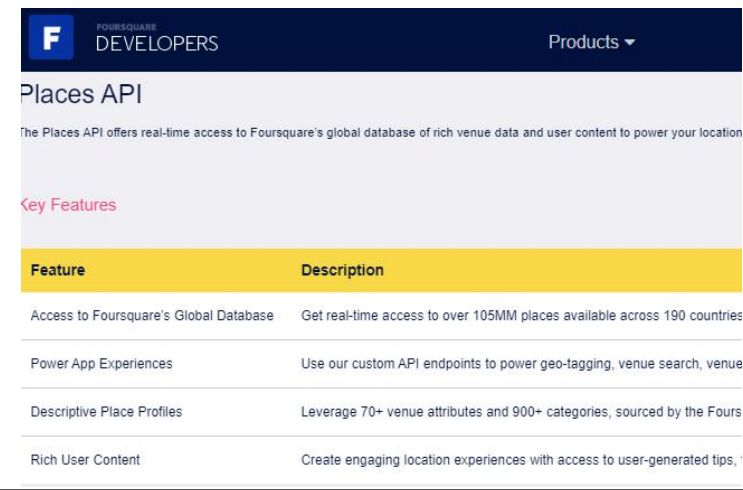 F
FOURSQUARE
DEVELOPERS
Products
Places API
The Places API offers real-time access to Foursquare's global database of rich venue data and user content to power your location
Key Features
Feature Description
Access to Foursquare's Global Database Get real-time access to over 105MM places available across 190 countries
Power App Experiences Use our custom API endpoints to power geo-tagging, venue search, venue
Descriptive Place Profiles Leverage 70+ venue attributes and 900+ categories, sourced by the Fours
Rich User Content Create engaging location experiences with access to user-generated tips,